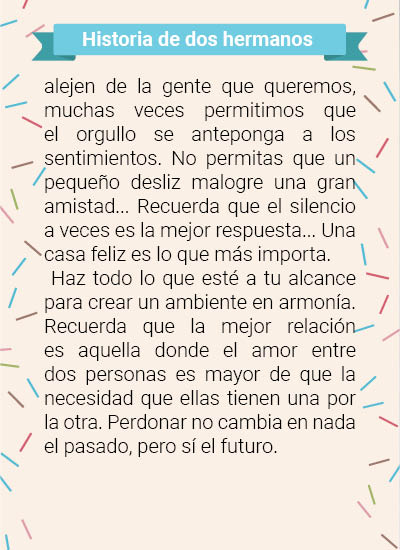 Historia de dos hermanos
alejen de la gente que queremos,
muchas veces permitimos que
el orgullo se anteponga a los
sentimientos. No permitas que un
pequeño desliz malogre una gran
amistad... Recuerda que el silencio
a veces es la mejor respuesta... Una
casa feliz es lo que más importa.
Haz todo lo que esté a tu alcance
para crear un ambiente en armonía.
Recuerda que la mejor relación
es aquella donde el amor entre
dos personas es mayor de que la
necesidad que ellas tienen una por
la otra. Perdonar no cambia en nada
el pasado, pero sí el futuro.